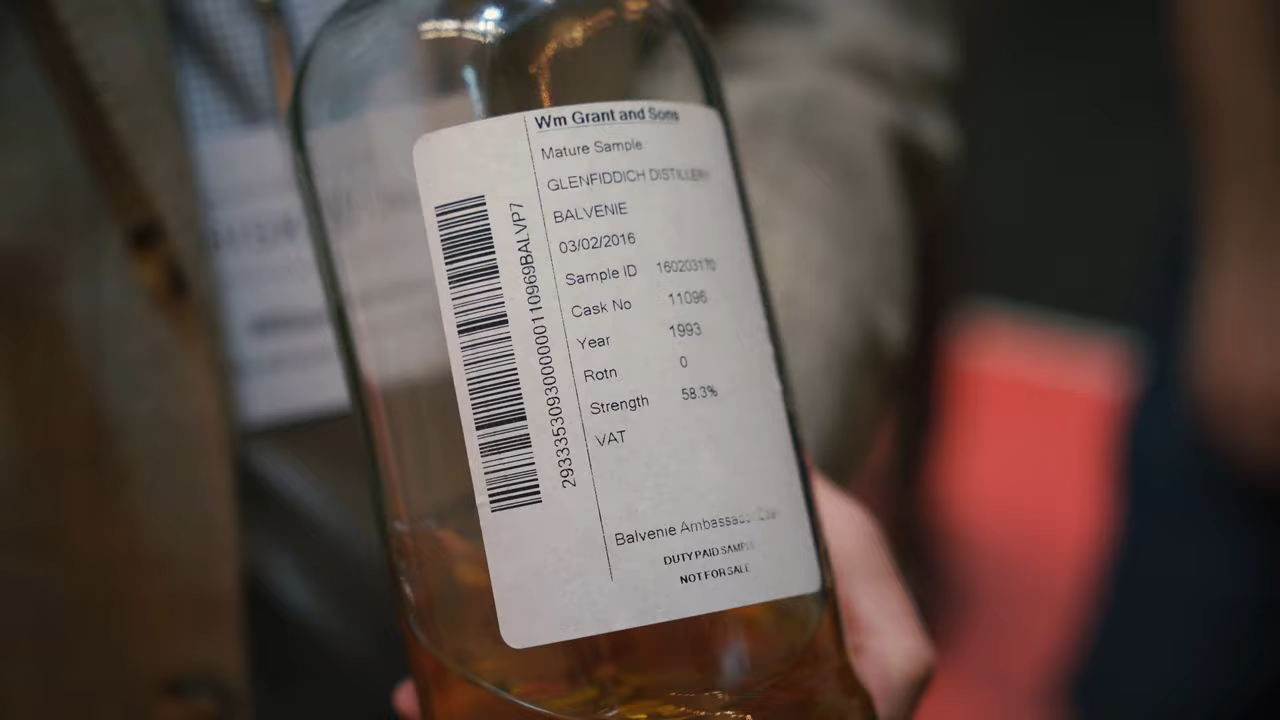 Wm Grant and Sons
Mature Sample
GLENFIDDICH DISTILLERY
BALVENIE
03/02/2016
Sample ID 160203170
Cask No 11096
Year 1993
Rotn 0
Strength 58.3%
VAT
Balvenie Ambassador
DUTY PAID SAMPLE
NOT FOR SALE